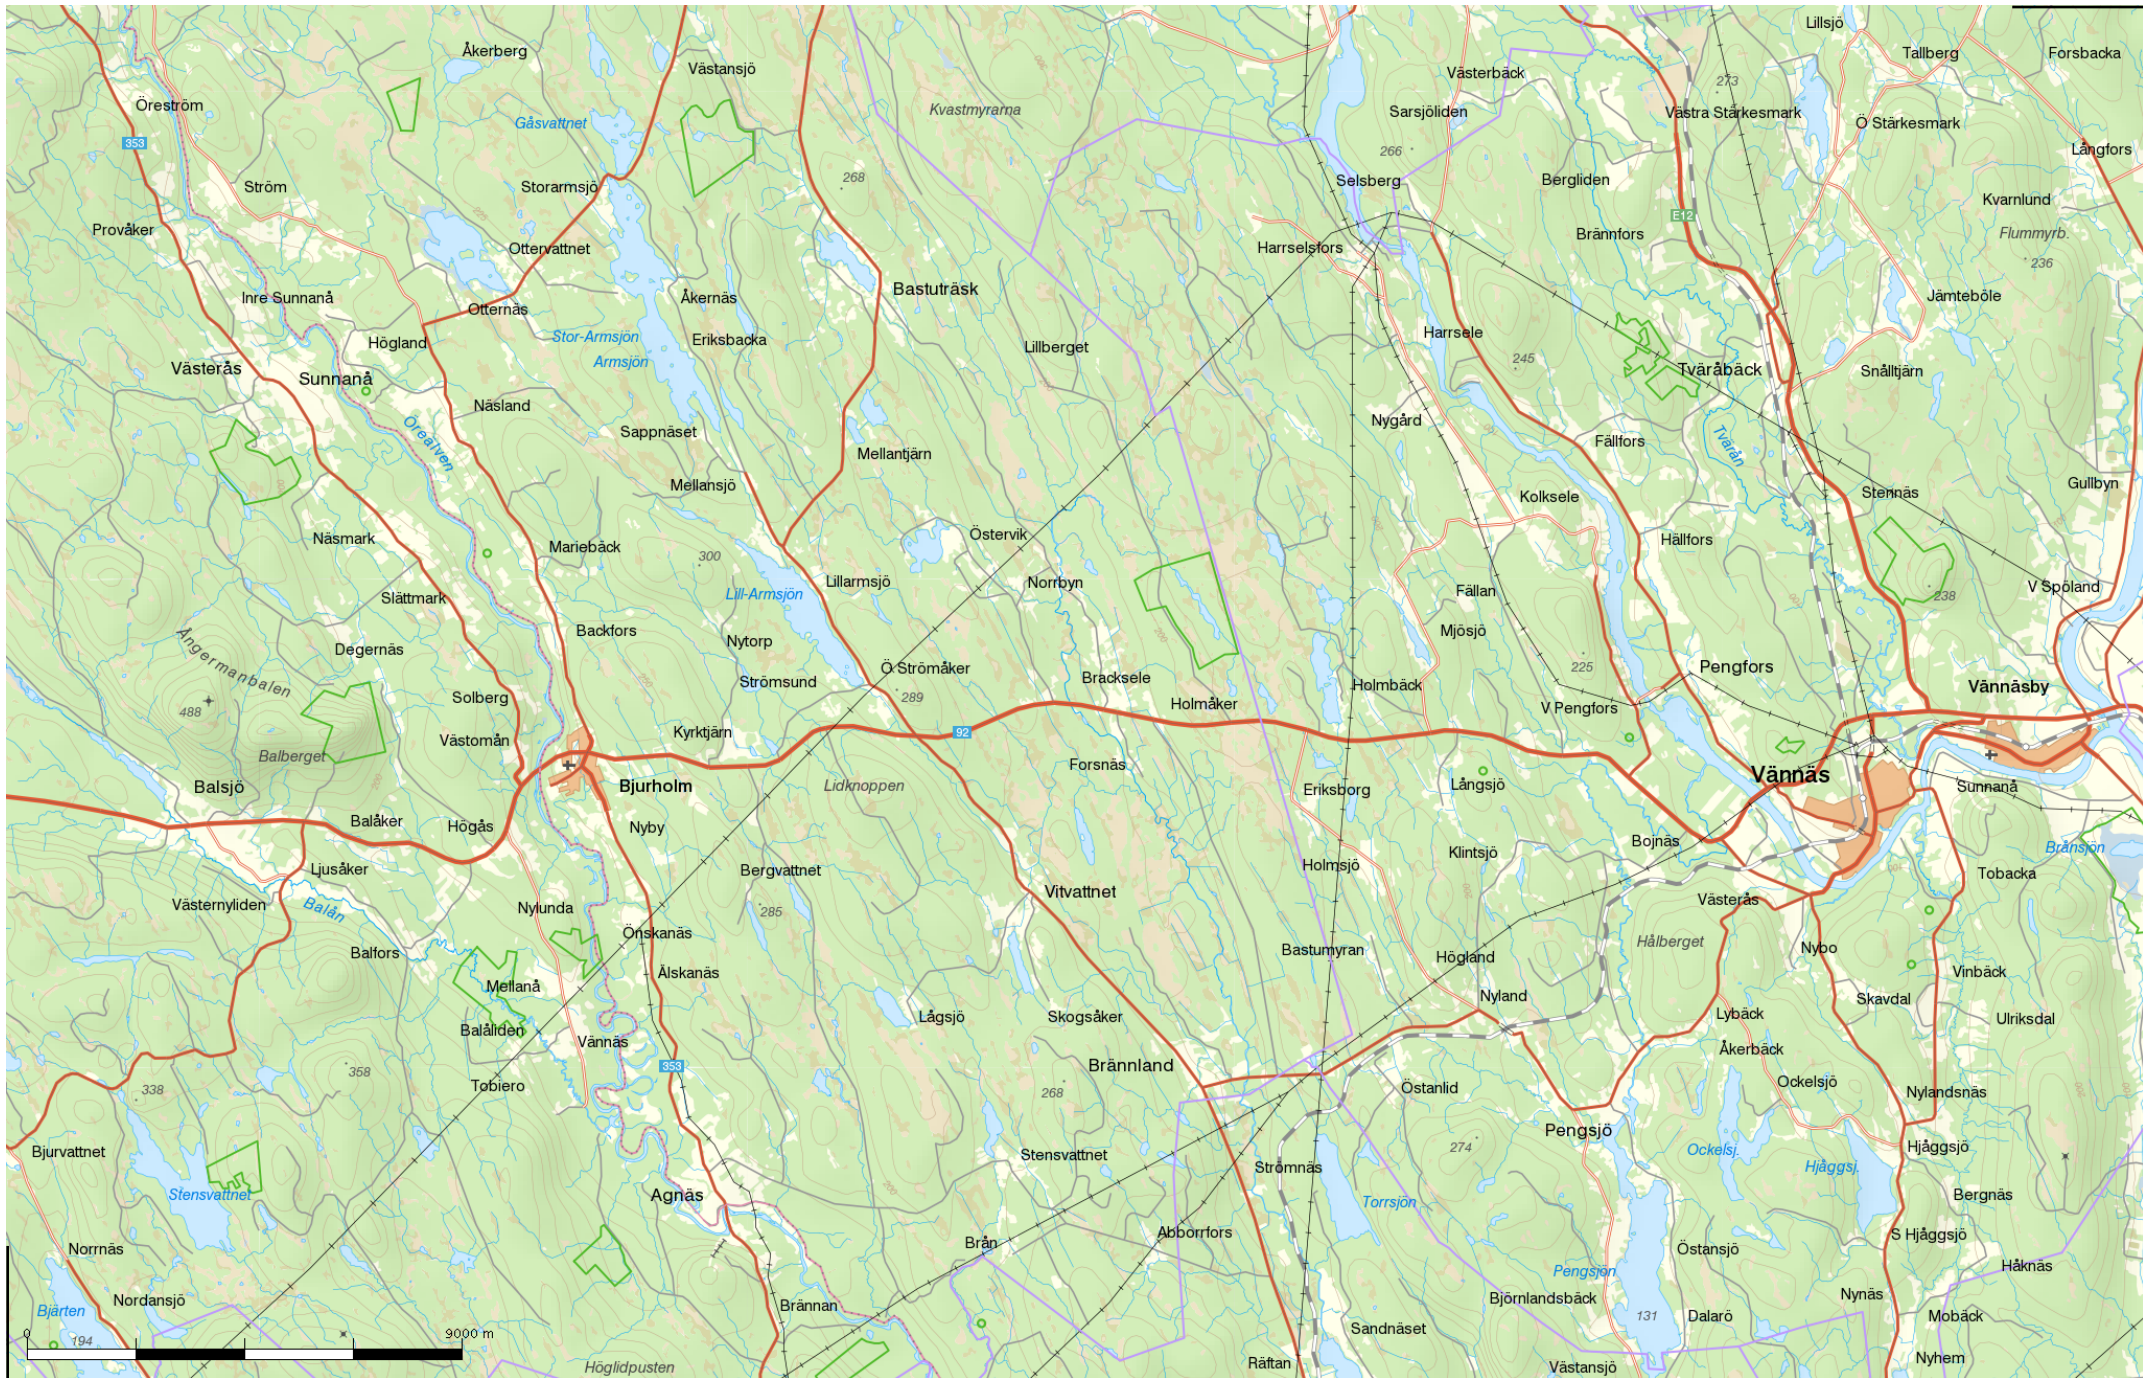 Lillsjö
Åkerberg
Västansjö
Tallberg
Forsbacka
Västerbäck
273
Öreström
Kvastmyrarna
Sarsjöliden
Västra Stärkesmark
Gåsvattnet
Ö Stärkesmark
353
266
Långfors
Ström
Storarmsjö
268
Selsberg
Bergliden
Kvarnlund
E12
Provåker
Ottervattnet
Harrselsfors
Brännfors
Flummyrb.
236
Inre Sunnanå
Åkernäs
Bastuträsk
Jämteböle
Otternäs
Högland
Stor-Armsjön
Eriksbacka
Lillberget
Harrsele
Armsjön
245
Västerås
Sunnanå
Tväråbäck
Snålltjärn
Näsland
Nygård
Öreälven
Sappnäset
Mellantjärn
Fällfors
Tvärån
Mellansjö
Kolksele
Stennäs
Gullbyn
Näsmark
Mariebäck
Östervik
Hällfors
300
Lillarmsjö
Norrbyn
Fällan
V Spöland
Slättmark
Lill-Armsjön
238
Ångermanbalen
Degernäs
Backfors
Nytorp
Mjösjö
225
Ö Strömåker
Pengfors
Solberg
Strömsund
289
Bracksele
Holmbäck
Vännäsby
488
Holmåker
V Pengfors
Västomån
Kyrktjärn
92
Balberget
Forsnäs
Vännäs
Balsjö
Bjurholm
Lidknoppen
Eriksborg
Långsjö
Sunnanå
Balåker
Högås
Nyby
Bojnäs
Brånsjön
Ljusåker
Bergvattnet
Holmsjö
Klintsjö
Tobacka
Västernyliden
Balån
Nylunda
285
Vitvattnet
Västerås
Önskanäs
Hålberget
Balfors
Bastumyran
Högland
Nybo
Mellanå
Älskanäs
Vinbäck
Nyland
Skavdal
Balåliden
Lågsjö
Skogsåker
Lybäck
Ulriksdal
Vännäs
Åkerbäck
358
353
Brännland
338
Tobiero
268
Östanlid
Ockelsjö
Nylandsnäs
Pengsjö
Bjurvattnet
Stensvattnet
274
Ockelsj.
Hjåggsjö
Stensvattnet
Agnäs
Strömnäs
Hjåggsj.
Torrsjön
Bergnäs
Norrnäs
Brån
Abborrfors
Östansjö
S Hjåggsjö
Pengsjön
Håknäs
Bjärten
Nordansjö
Brännan
Björnlandsbäck
Nynäs
131
Dalarö
Mobäck
0
9000 m
194
Sandnäset
Höglidpusten
Räftan
Västansjö
Nyhem